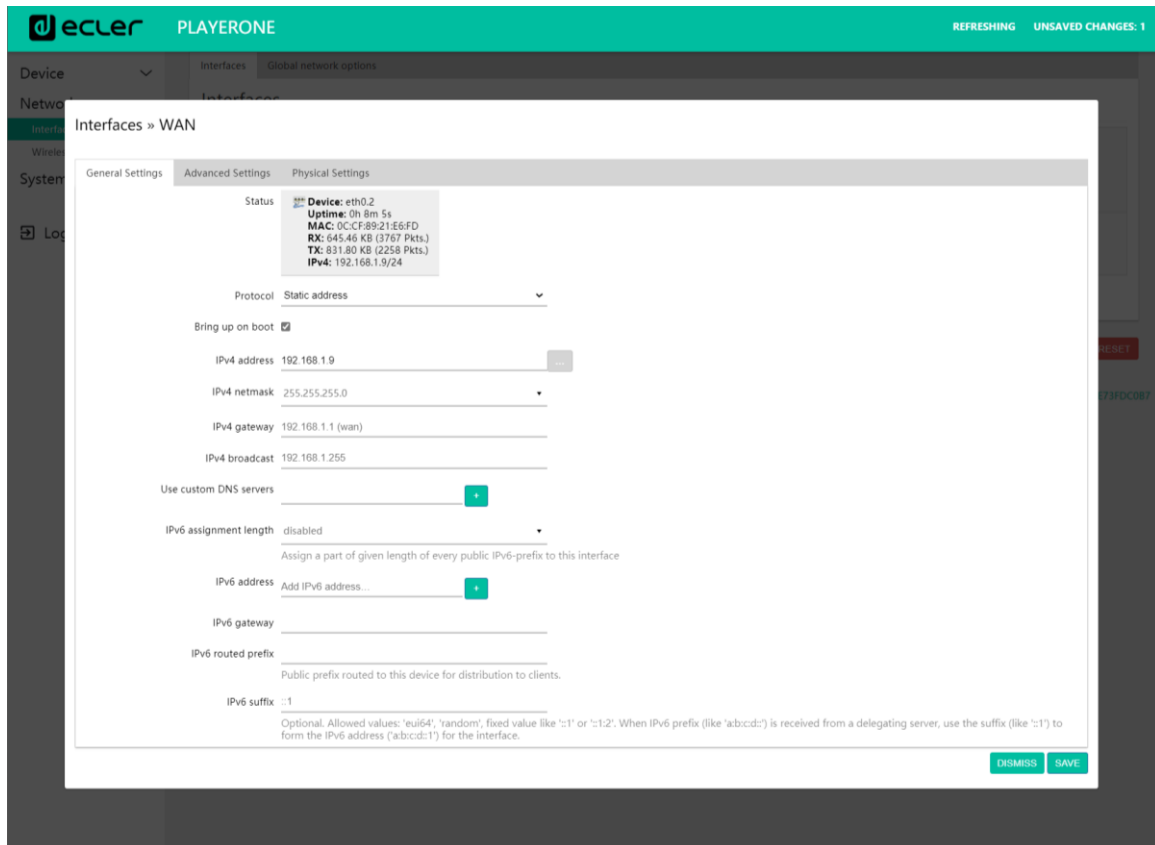 ecler PLAYERONE REFRESHING UNSAVED CHANGES: 1
Device
Interfaces Global network options
Interfaces
Interfaces » WAN
General Settings Advanced Settings Physical Settings
Status
Device: eth0.2
Uptime: 0h 8m 5s
MAC: 0C:CF:89:21:E6:FD
RX: 645.46 KB (3767 Pkts.)
TX: 831.80 KB (2258 Pkts.)
IPv4: 192.168.1.9/24
Protocol Static address
Bring up on boot
IPv4 address 192.168.1.9 ...
IPv4 netmask 255.255.255.0
IPv4 gateway 192.168.1.1 (wan)
IPv4 broadcast 192.168.1.255
Use custom DNS servers +
IPv6 assignment length disabled
Assign a part of given length of every public IPv6-prefix to this interface
IPv6 address Add IPv6 address... +
IPv6 gateway
IPv6 routed prefix
Public prefix routed to this device for distribution to clients.
IPv6 suffix ::1
Optional. Allowed values: 'eui64', 'random', fixed value like '::1' or '::1:2'. When IPv6 prefix (like 'a:b:c:d::') is received from a delegating server, use the suffix (like '::1') to
form the IPv6 address ('a:b:c:d::1') for the interface.
DISMISS SAVE
System
RESET